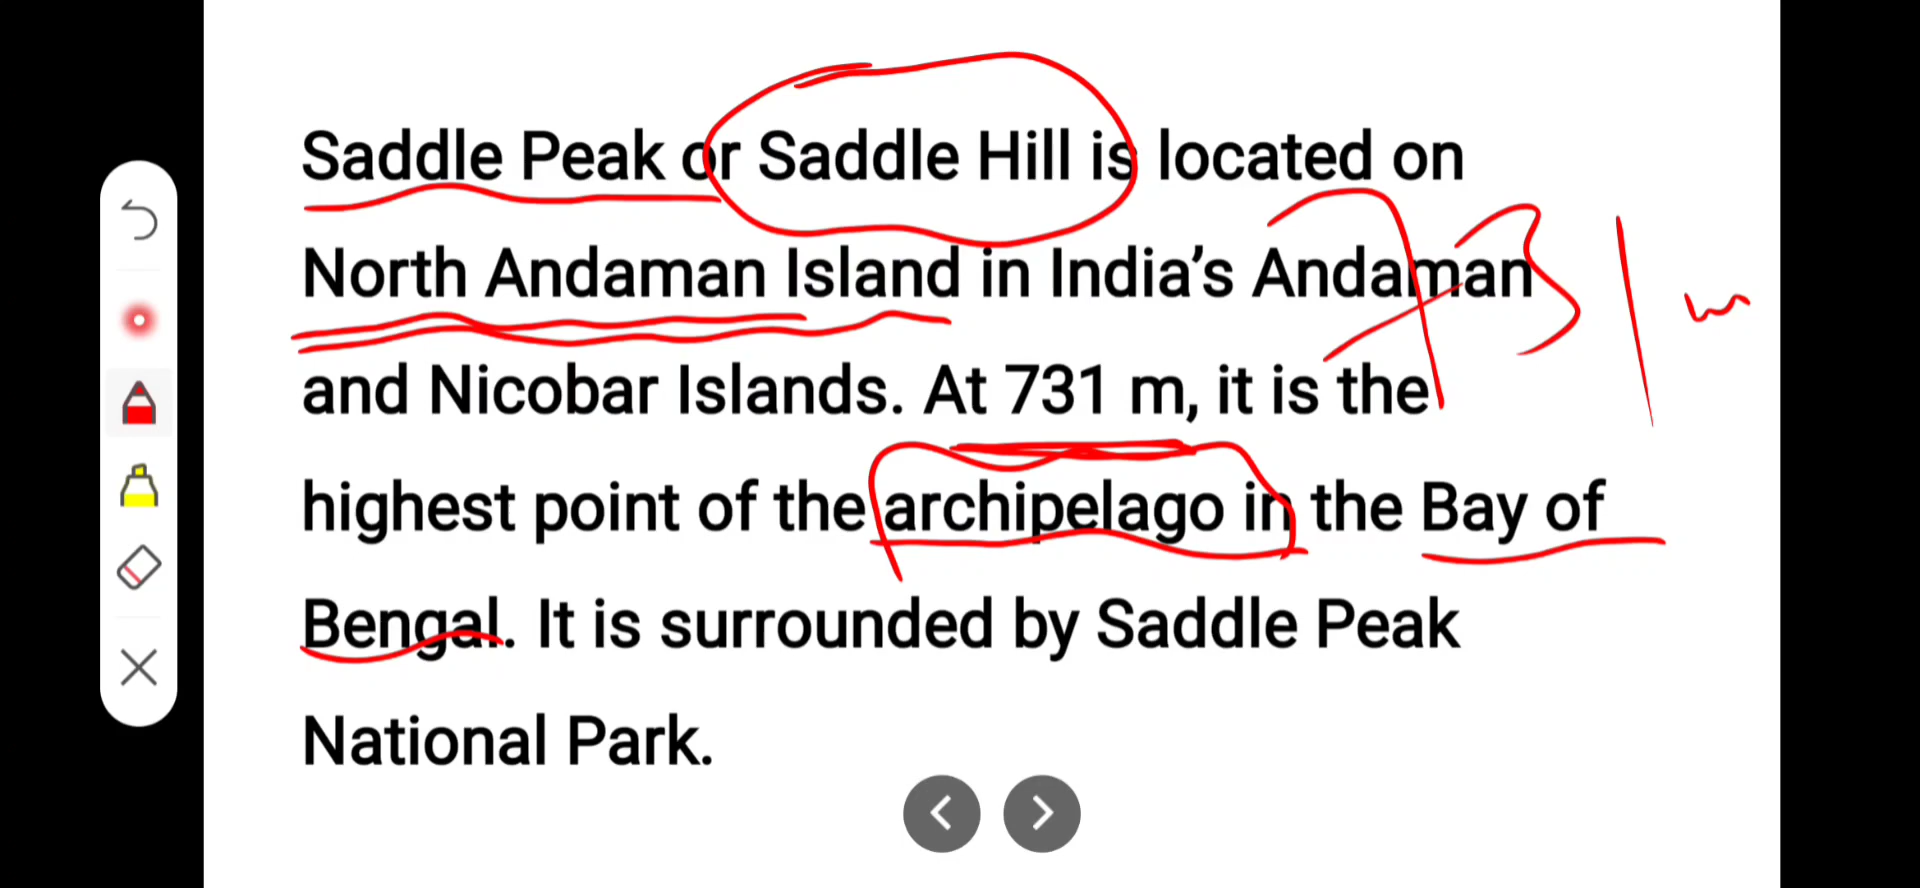 Saddle Peak or Saddle Hill is located on
North Andaman Island in India’s Andaman
731 m
and Nicobar Islands. At 731 m, it is the
highest point of the archipelago in the Bay of
Bengal. It is surrounded by Saddle Peak
National Park.